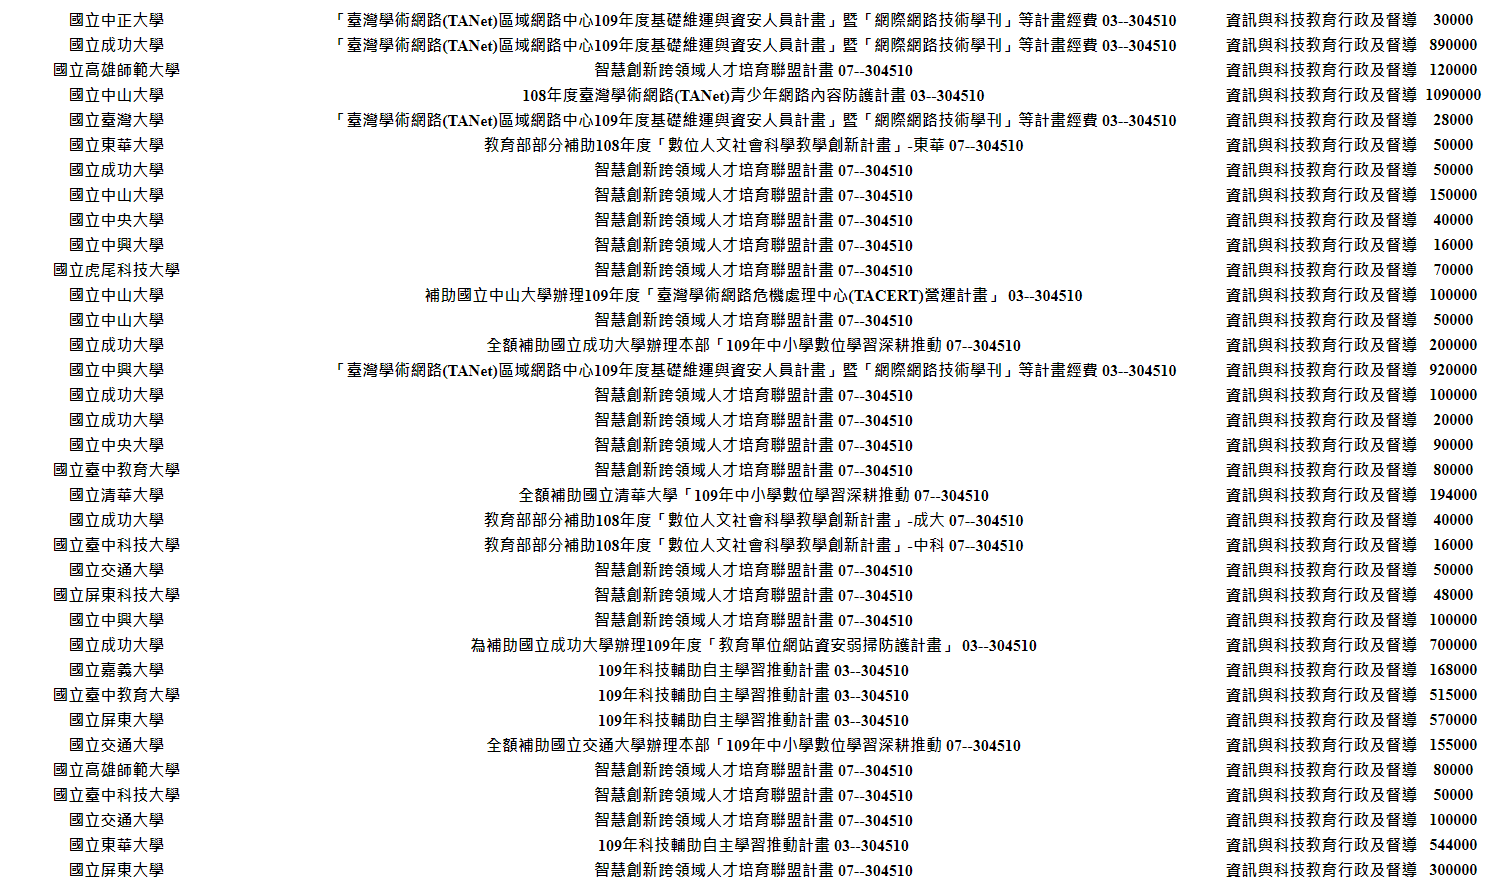 國立中正大學 「臺灣學術網路(TANet)區域網路中心109年度基礎維運與資安人員計畫」暨「網際網路技術學刊」等計畫經費 03--304510 資訊與科技教育行政及督導 30000
國立成功大學 「臺灣學術網路(TANet)區域網路中心109年度基礎維運與資安人員計畫」暨「網際網路技術學刊」等計畫經費 03--304510 資訊與科技教育行政及督導 890000
國立高雄師範大學 智慧創新跨領域人才培育聯盟計畫 07--304510 資訊與科技教育行政及督導 120000
國立中山大學 108年度臺灣學術網路(TANet)青少年網路內容防護計畫 03--304510 資訊與科技教育行政及督導 1090000
國立臺灣大學 「臺灣學術網路(TANet)區域網路中心109年度基礎維運與資安人員計畫」暨「網際網路技術學刊」等計畫經費 03--304510 資訊與科技教育行政及督導 28000
國立東華大學 教育部部分補助108年度「數位人文社會科學教學創新計畫」-東華 07--304510 資訊與科技教育行政及督導 50000
國立成功大學 智慧創新跨領域人才培育聯盟計畫 07--304510 資訊與科技教育行政及督導 50000
國立中山大學 智慧創新跨領域人才培育聯盟計畫 07--304510 資訊與科技教育行政及督導 150000
國立中央大學 智慧創新跨領域人才培育聯盟計畫 07--304510 資訊與科技教育行政及督導 40000
國立中興大學 智慧創新跨領域人才培育聯盟計畫 07--304510 資訊與科技教育行政及督導 16000
國立虎尾科技大學 智慧創新跨領域人才培育聯盟計畫 07--304510 資訊與科技教育行政及督導 70000
國立中山大學 補助國立中山大學辦理109年度「臺灣學術網路危機處理中心(TACERT)營運計畫」 03--304510 資訊與科技教育行政及督導 100000
國立中山大學 智慧創新跨領域人才培育聯盟計畫 07--304510 資訊與科技教育行政及督導 50000
國立成功大學 全額補助國立成功大學辦理本部「109年中小學數位學習深耕推動 07--304510 資訊與科技教育行政及督導 200000
國立中興大學 「臺灣學術網路(TANet)區域網路中心109年度基礎維運與資安人員計畫」暨「網際網路技術學刊」等計畫經費 03--304510 資訊與科技教育行政及督導 920000
國立成功大學 智慧創新跨領域人才培育聯盟計畫 07--304510 資訊與科技教育行政及督導 100000
國立成功大學 智慧創新跨領域人才培育聯盟計畫 07--304510 資訊與科技教育行政及督導 20000
國立中央大學 智慧創新跨領域人才培育聯盟計畫 07--304510 資訊與科技教育行政及督導 90000
國立臺中教育大學 智慧創新跨領域人才培育聯盟計畫 07--304510 資訊與科技教育行政及督導 80000
國立清華大學 全額補助國立清華大學「109年中小學數位學習深耕推動 07--304510 資訊與科技教育行政及督導 194000
國立成功大學 教育部部分補助108年度「數位人文社會科學教學創新計畫」-成大 07--304510 資訊與科技教育行政及督導 40000
國立臺中科技大學 教育部部分補助108年度「數位人文社會科學教學創新計畫」-中科 07--304510 資訊與科技教育行政及督導 16000
國立交通大學 智慧創新跨領域人才培育聯盟計畫 07--304510 資訊與科技教育行政及督導 50000
國立屏東科技大學 智慧創新跨領域人才培育聯盟計畫 07--304510 資訊與科技教育行政及督導 48000
國立中興大學 智慧創新跨領域人才培育聯盟計畫 07--304510 資訊與科技教育行政及督導 100000
國立成功大學 為補助國立成功大學辦理109年度「教育單位網站資安弱掃防護計畫」 03--304510 資訊與科技教育行政及督導 700000
國立嘉義大學 109年科技輔助自主學習推動計畫 03--304510 資訊與科技教育行政及督導 168000
國立臺中教育大學 109年科技輔助自主學習推動計畫 03--304510 資訊與科技教育行政及督導 515000
國立屏東大學 109年科技輔助自主學習推動計畫 03--304510 資訊與科技教育行政及督導 570000
國立交通大學 全額補助國立交通大學辦理本部「109年中小學數位學習深耕推動 07--304510 資訊與科技教育行政及督導 155000
國立高雄師範大學 智慧創新跨領域人才培育聯盟計畫 07--304510 資訊與科技教育行政及督導 80000
國立臺中科技大學 智慧創新跨領域人才培育聯盟計畫 07--304510 資訊與科技教育行政及督導 50000
國立交通大學 智慧創新跨領域人才培育聯盟計畫 07--304510 資訊與科技教育行政及督導 100000
國立東華大學 109年科技輔助自主學習推動計畫 03--304510 資訊與科技教育行政及督導 544000
國立屏東大學 智慧創新跨領域人才培育聯盟計畫 07--304510 資訊與科技教育行政及督導 300000